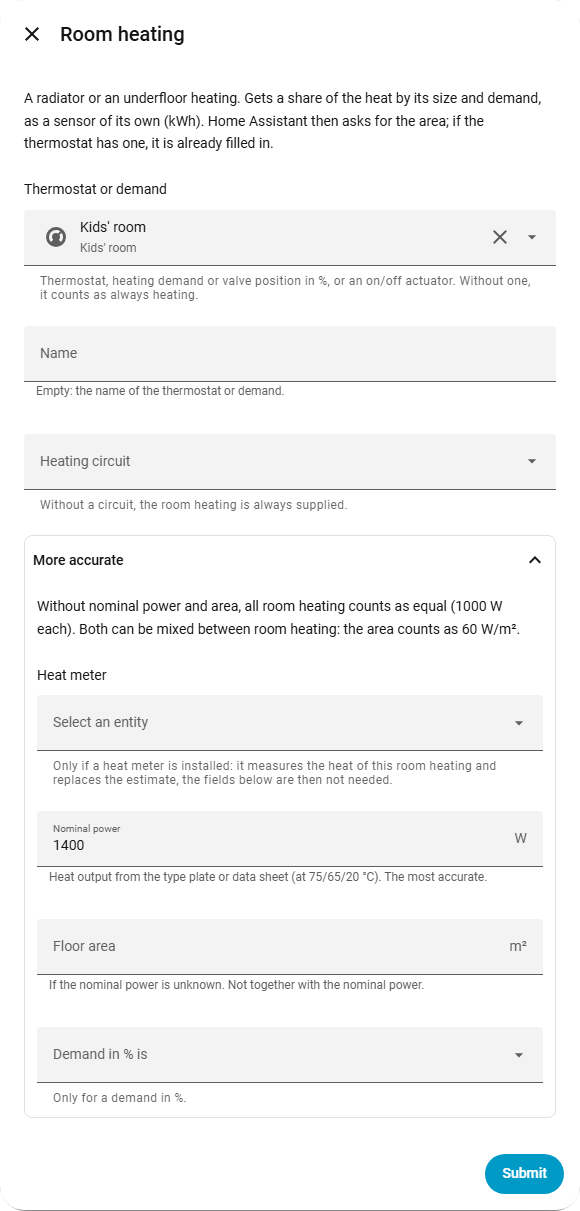 Room heating
A radiator or an underfloor heating. Gets a share of the heat by its size and demand,
as a sensor of its own (kWh). Home Assistant then asks for the area; if the
thermostat has one, it is already filled in.
Thermostat or demand
Kids' room
Kids' room
Thermostat, heating demand or valve position in %, or an on/off actuator. Without one,
it counts as always heating.
Name
Empty: the name of the thermostat or demand.
Heating circuit
Without a circuit, the room heating is always supplied.
More accurate
Without nominal power and area, all room heating counts as equal (1000 W
each). Both can be mixed between room heating: the area counts as 60 W/m².
Heat meter
Select an entity
Only if a heat meter is installed: it measures the heat of this room heating and
replaces the estimate, the fields below are then not needed.
Nominal power
1400
W
Heat output from the type plate or data sheet (at 75/65/20 °C). The most accurate.
Floor area
m²
If the nominal power is unknown. Not together with the nominal power.
Demand in % is
Only for a demand in %.
Submit